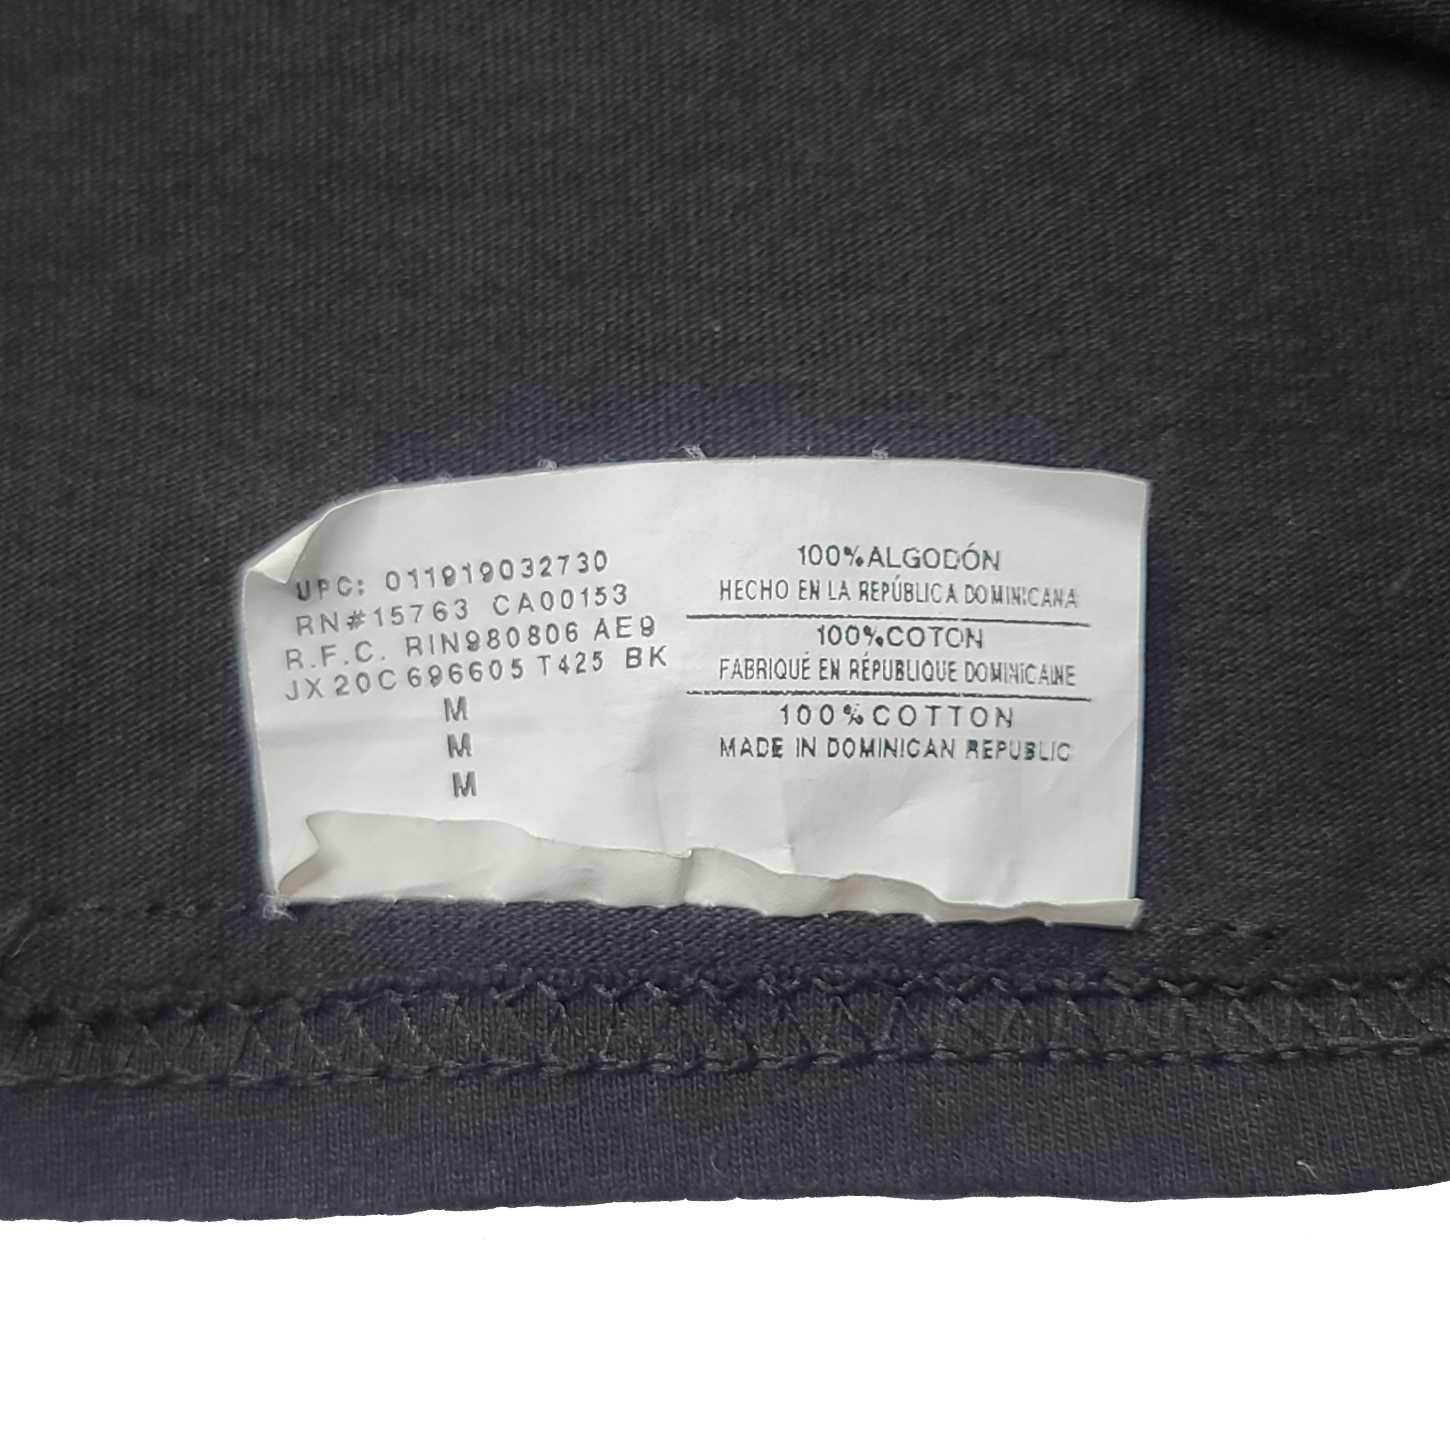 UPC: 011919032730
RN#15763 CA00153
R.F.C. RIN980806 AE9
JX20C696605 T425 BK
M
M
M
100%ALGODÓN
HECHO EN LA REPÚBLICA DOMINICANA
100%COTON
FABRIQUÉ EN RÉPUBLIQUE DOMINICAINE
100%COTTON
MADE IN DOMINICAN REPUBLIC